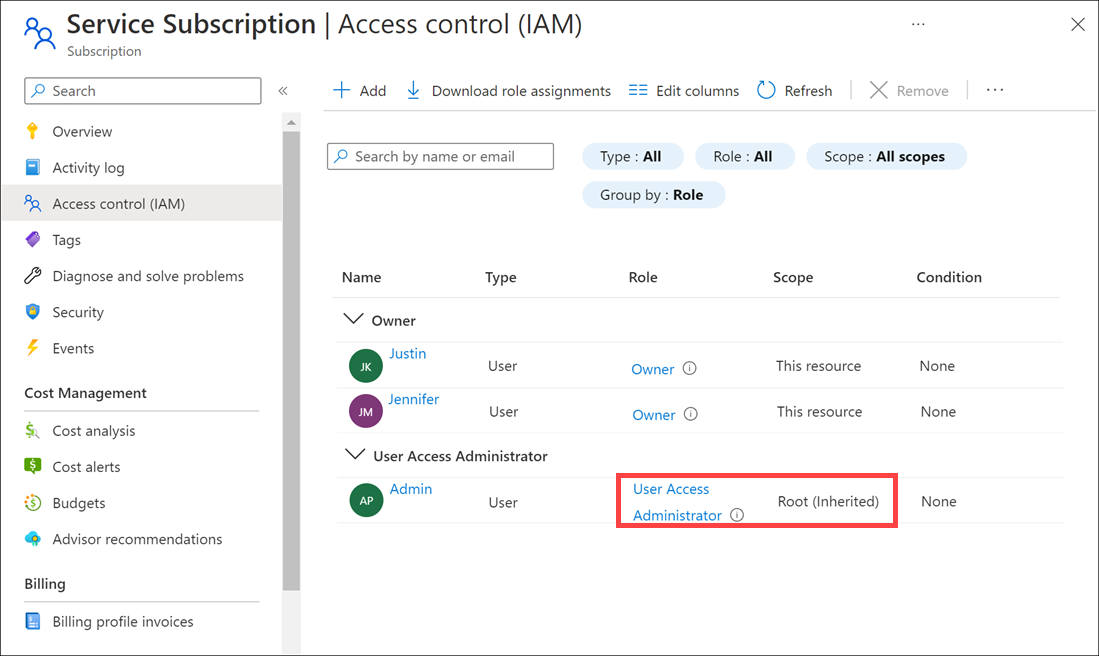 Service Subscription | Access control (IAM) ...
Subscription
Search «
Overview
Activity log
Access control (IAM)
Tags
Diagnose and solve problems
Security
Events
Cost Management
Cost analysis
Cost alerts
Budgets
Advisor recommendations
Billing
Billing profile invoices
Add Download role assignments Edit columns Refresh Remove ...
Search by name or email Type : All Role : All Scope : All scopes
Group by : Role
Name Type Role Scope Condition
Owner
JK Justin User Owner This resource None
JM Jennifer User Owner This resource None
User Access Administrator
AP Admin User User Access Root (Inherited) None
Administrator